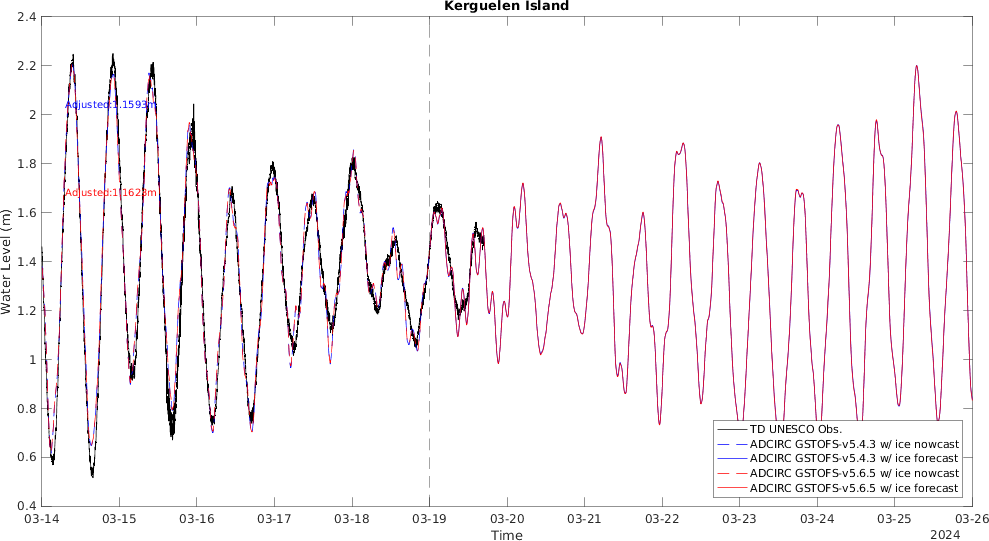 Kerguelen Island
2.4
2.2
2
1.8
1.6
1.4
1.2
1
0.8
0.6
0.4
Water Level (m)
Adjusted:1.1593m
Adjusted:1.1623m
TD UNESCO Obs.
ADCIRC GSTOFS-v5.4.3 w/ ice nowcast
ADCIRC GSTOFS-v5.4.3 w/ ice forecast
ADCIRC GSTOFS-v5.6.5 w/ ice nowcast
ADCIRC GSTOFS-v5.6.5 w/ ice forecast
03-14 03-15 03-16 03-17 03-18 03-19 03-20 03-21 03-22 03-23 03-24 03-25 03-26
Time
2024